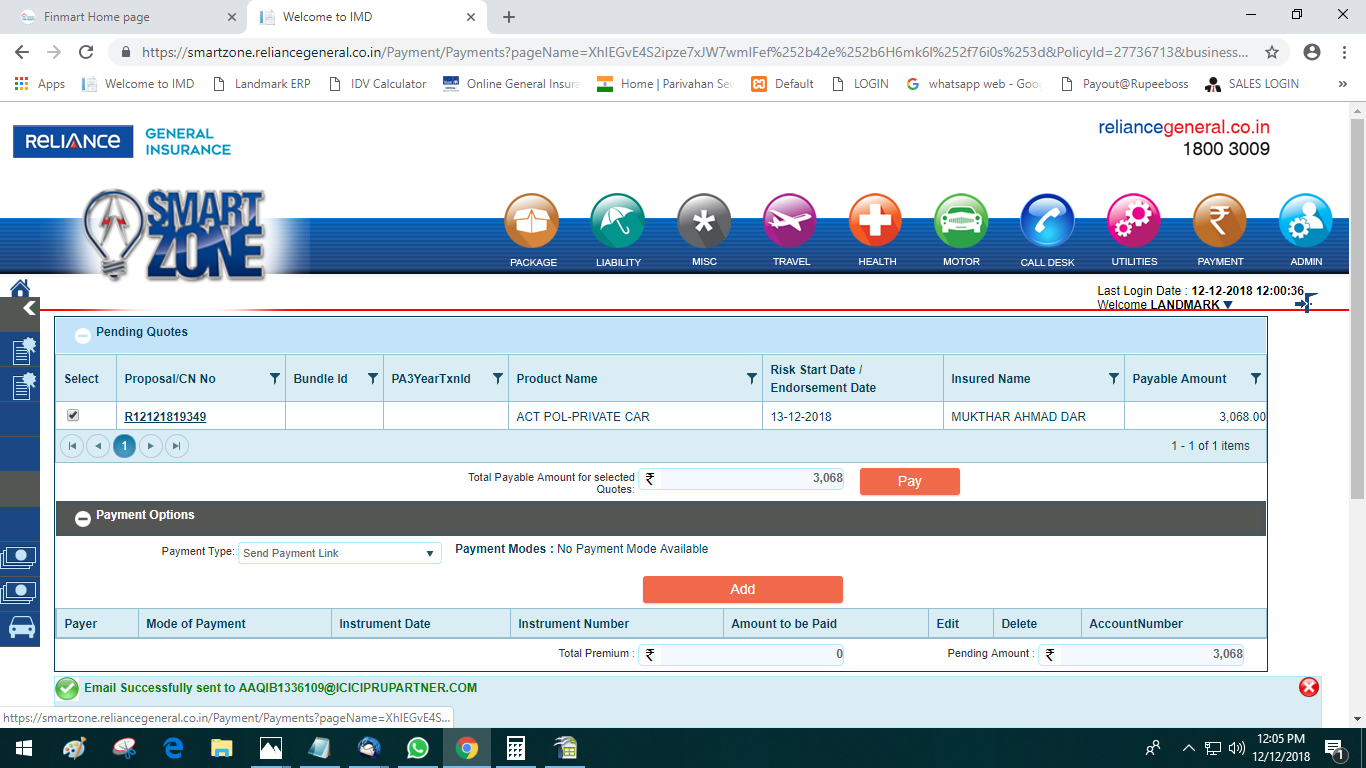 Finmart Home page
Welcome to IMD
https://smartzone.reliancegeneral.co.in/Payment/Payments?pageName=XhIEGvE4S2ipze7xJW7wmIFef%252b42e%252b6H6mk6I%252f76i0s%253d&PolicyId=27736713&business...
Apps
Welcome to IMD
Landmark ERP
IDV Calculator
Online General Insura
Home | Parivahan Sew
Default
LOGIN
whatsapp web - Goo
Payout@Rupeeboss
SALES LOGIN
»
RELIANCE
GENERAL
INSURANCE
reliancegeneral.co.in
1800 3009
SMART
ZONE
PACKAGE
LIABILITY
MISC
TRAVEL
HEALTH
MOTOR
CALL DESK
UTILITIES
PAYMENT
ADMIN
Last Login Date : 12-12-2018 12:00:36
Welcome LANDMARK
Pending Quotes
Select Proposal/CN No Bundle Id PA3YearTxnId Product Name Risk Start Date / Endorsement Date Insured Name Payable Amount
R12121819349 ACT POL-PRIVATE CAR 13-12-2018 MUKTHAR AHMAD DAR 3,068.00
1
1 - 1 of 1 items
Total Payable Amount for selected
Quotes:
₹ 3,068
Pay
Payment Options
Payment Type: Send Payment Link
Payment Modes : No Payment Mode Available
Add
Payer Mode of Payment Instrument Date Instrument Number Amount to be Paid Edit Delete AccountNumber
Total Premium : ₹ 0
Pending Amount : ₹ 3,068
Email Successfully sent to AAQIB1336109@ICICIPRUPARTNER.COM
https://smartzone.reliancegeneral.co.in/Payment/Payments?pageName=XhIEGvE4S...
12:05 PM
12/12/2018
1